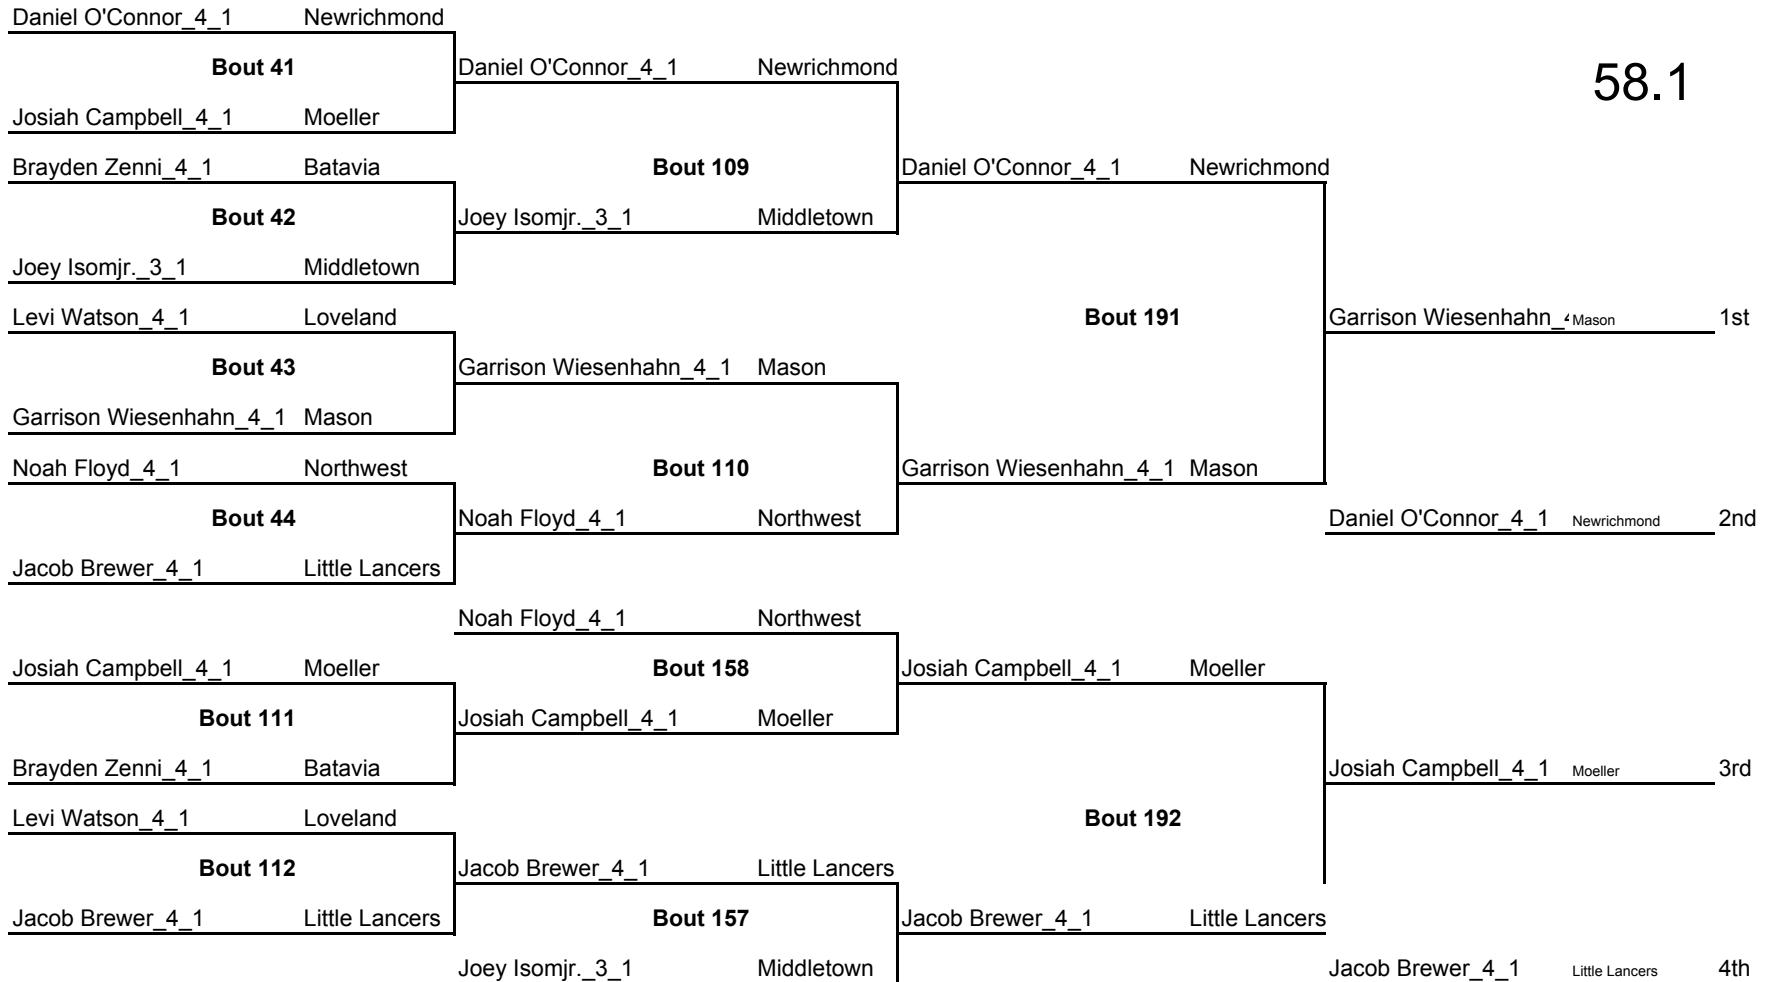 Daniel O'Connor_4_1 Newrichmond
Bout 41 Daniel O'Connor_4_1 Newrichmond
58.1
Josiah Campbell_4_1 Moeller
Brayden Zenni_4_1 Batavia Bout 109 Daniel O'Connor_4_1 Newrichmond
Bout 42 Joey Isomjr._3_1 Middletown
Joey Isomjr._3_1 Middletown
Levi Watson_4_1 Loveland Bout 191 Garrison Wiesenhahn_ Mason 1st
Bout 43 Garrison Wiesenhahn_4_1 Mason
Garrison Wiesenhahn_4_1 Mason
Noah Floyd_4_1 Northwest Bout 110 Garrison Wiesenhahn_4_1 Mason
Bout 44 Noah Floyd_4_1 Northwest Daniel O'Connor_4_1 Newrichmond 2nd
Jacob Brewer_4_1 Little Lancers
Noah Floyd_4_1 Northwest
Josiah Campbell_4_1 Moeller Bout 158 Josiah Campbell_4_1 Moeller
Bout 111 Josiah Campbell_4_1 Moeller
Brayden Zenni_4_1 Batavia Josiah Campbell_4_1 Moeller 3rd
Levi Watson_4_1 Loveland Bout 192
Bout 112 Jacob Brewer_4_1 Little Lancers
Jacob Brewer_4_1 Little Lancers Bout 157 Jacob Brewer_4_1 Little Lancers
Joey Isomjr._3_1 Middletown Jacob Brewer_4_1 Little Lancers 4th